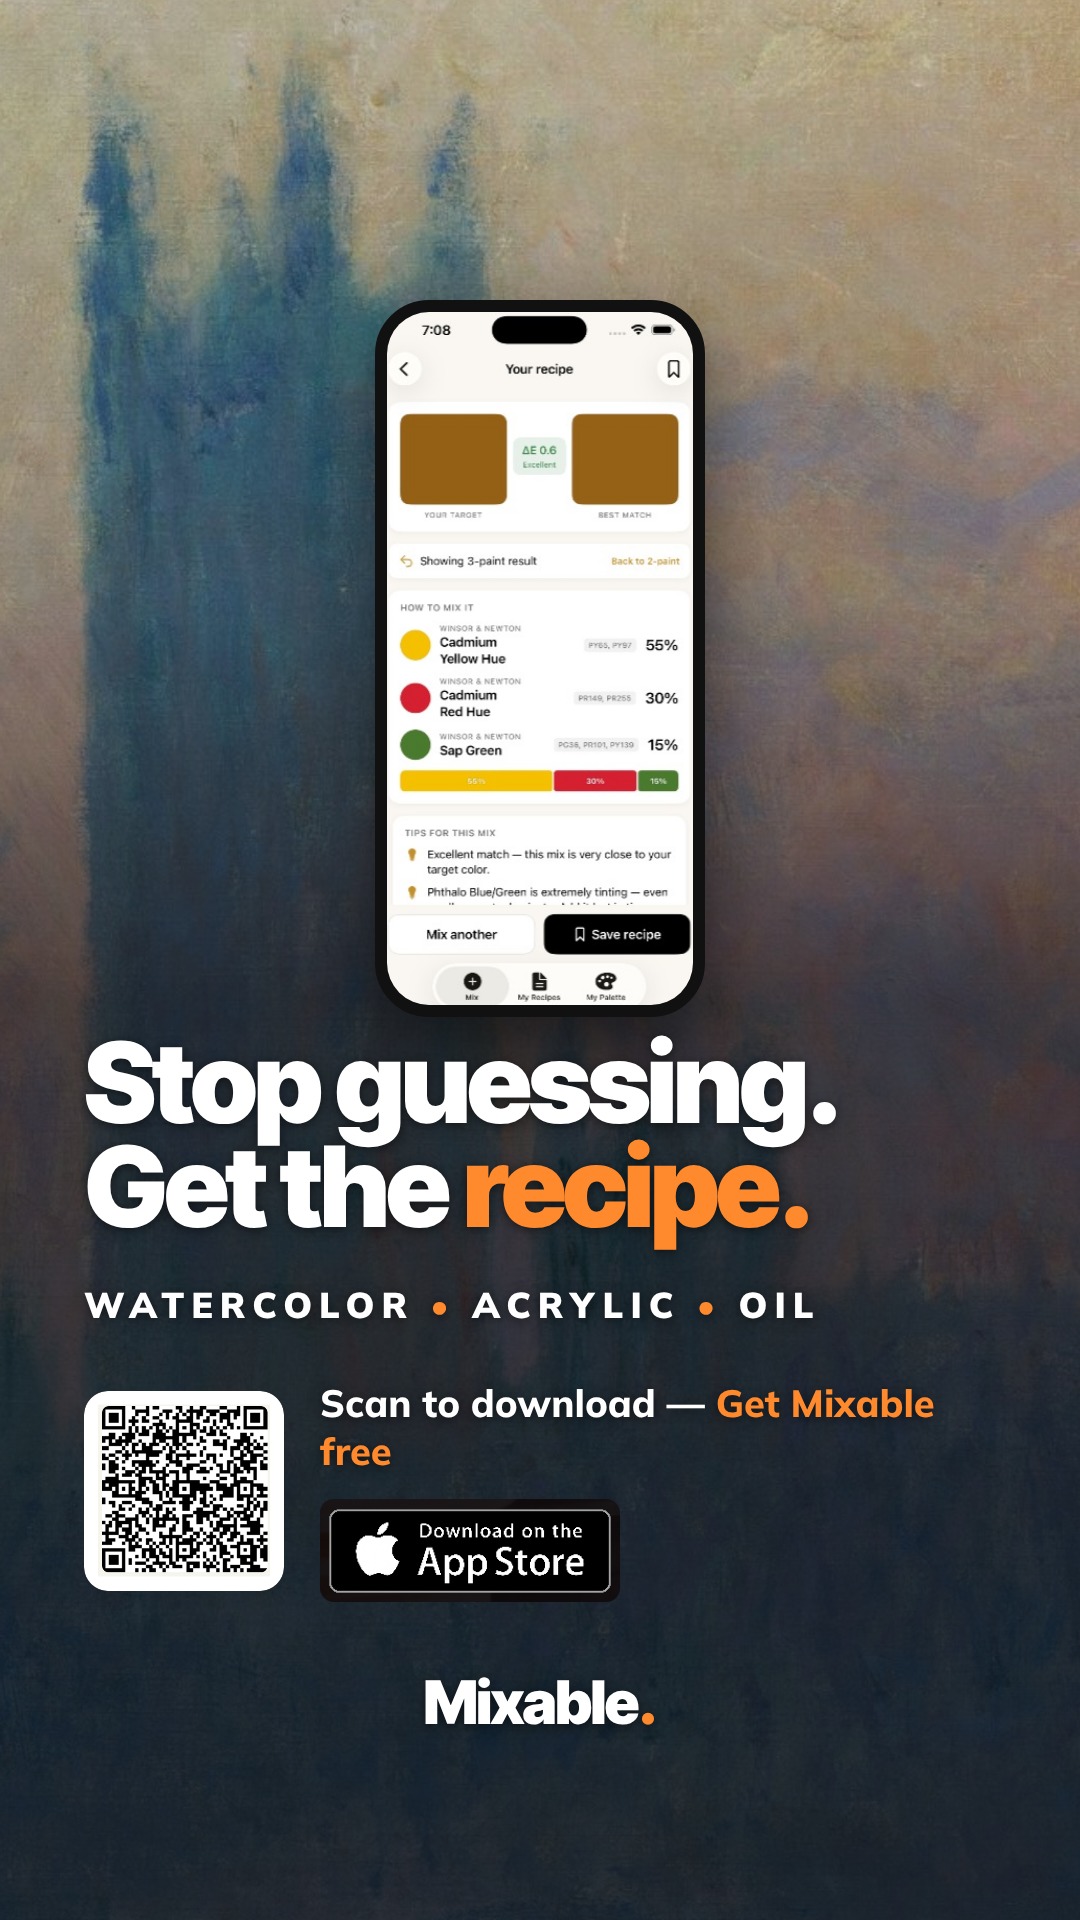 7:08
Your recipe
ΔE 0.6
Excellent
YOUR TARGET
BEST MATCH
Showing 3-paint result
Back to 2-paint
HOW TO MIX IT
WINSOR & NEWTON
Cadmium
Yellow Hue
PY65, PY97
55%
WINSOR & NEWTON
Cadmium
Red Hue
PR149, PR255
30%
WINSOR & NEWTON
Sap Green
PG36, PR101, PY139
15%
55%
30%
15%
TIPS FOR THIS MIX
Excellent match — this mix is very close to your
target color.
Phthalo Blue/Green is extremely tinting — even
Mix another
Save recipe
Mix
My Recipes
My Palette
Stop guessing.
Get the recipe.
WATERCOLOR • ACRYLIC • OIL
Scan to download — Get Mixable
free
Download on the
App Store
Mixable.